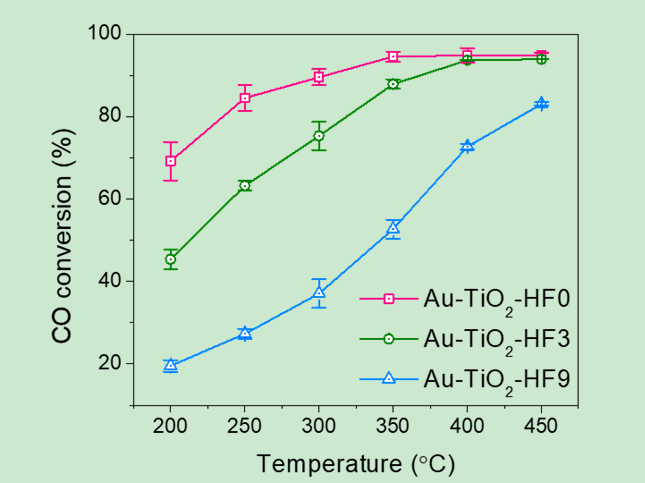 100
80
60
40
20
CO conversion (%)
Au-TiO₂-HF0
Au-TiO₂-HF3
Au-TiO₂-HF9
200 250 300 350 400 450
Temperature (°C)